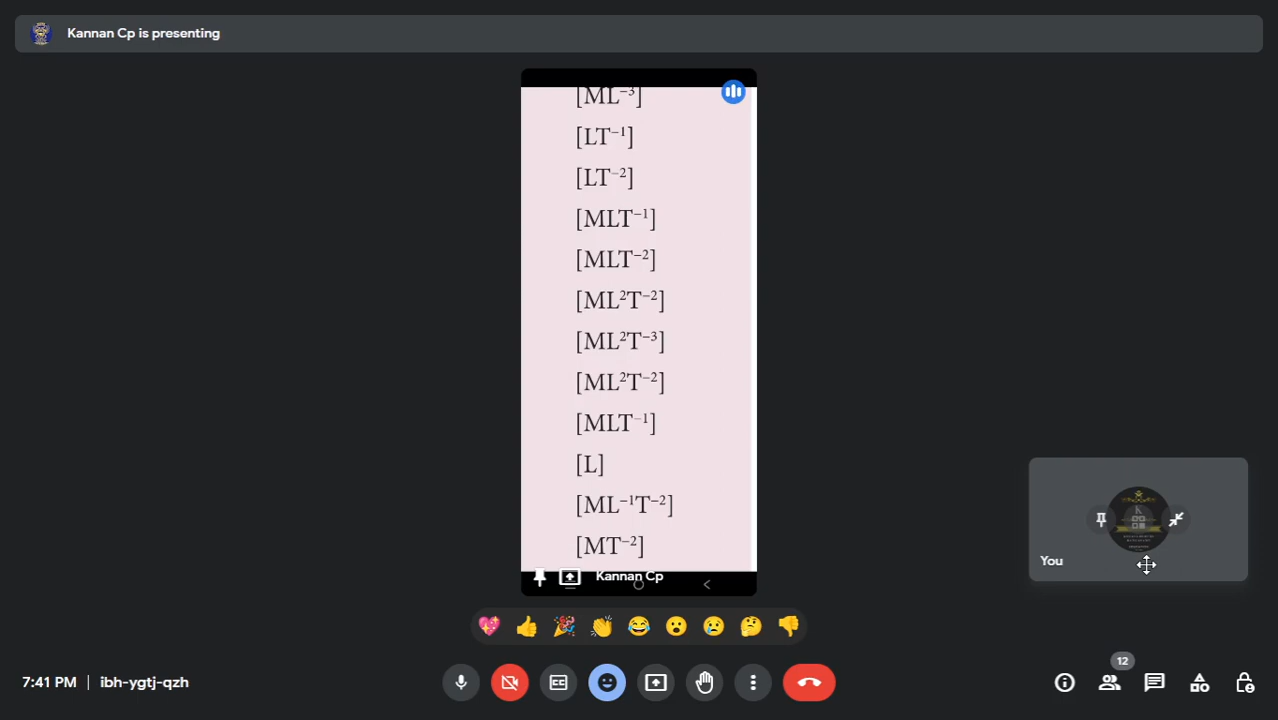 Kannan Cp is presenting
[ML⁻³]
[LT⁻¹]
[LT⁻²]
[MLT⁻¹]
[MLT⁻²]
[ML²T⁻²]
[ML²T⁻³]
[ML²T⁻²]
[MLT⁻¹]
[L]
[ML⁻¹T⁻²]
[MT⁻²]
Kannan Cp
You
7:41 PM | ibh-ygtj-qzh
12